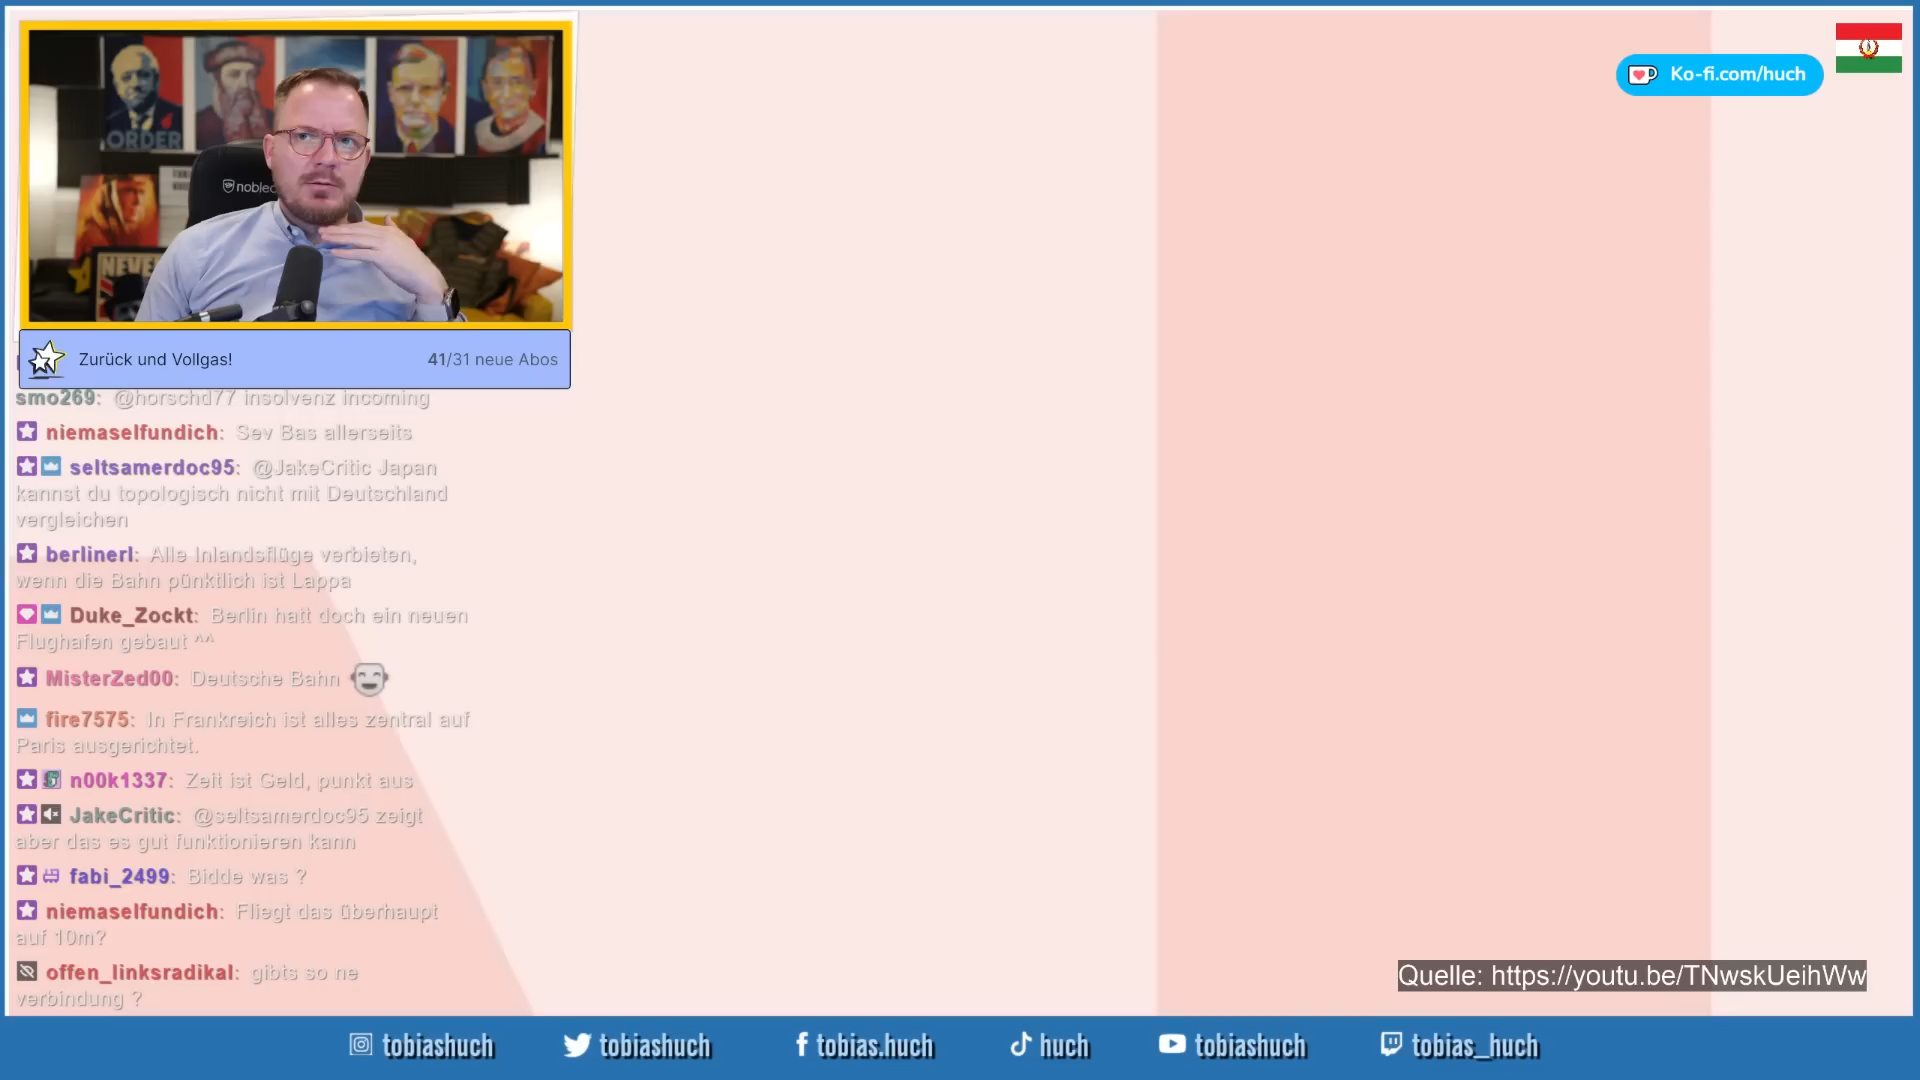 ORDER
noblec
NEVER
Ko-fi.com/huch
Zurück und Vollgas!
41/31 neue Abos
smo269: @horschd77 insolvenz incoming
niemaselfundich: Sev Bas allerseits
seltsamerdoc95: @JakeCritic Japan
kannst du topologisch nicht mit Deutschland
vergleichen
berlinerl: Alle Inlandsflüge verbieten,
wenn die Bahn pünktlich ist Lappa
Duke_Zockt: Berlin hatt doch ein neuen
Flughafen gebaut ^^
MisterZed00: Deutsche Bahn
fire7575: In Frankreich ist alles zentral auf
Paris ausgerichtet.
n00k1337: Zeit ist Geld, punkt aus
JakeCritic: @seltsamerdoc95 zeigt
aber das es gut funktionieren kann
fabi_2499: Bidde was ?
niemaselfundich: Fliegt das überhaupt
auf 10m?
offen_linksradikal: gibts so ne
verbindung ?
Quelle: https://youtu.be/TNwskUeihWw
tobiashuch
tobiashuch
tobias.huch
huch
tobiashuch
tobias_huch